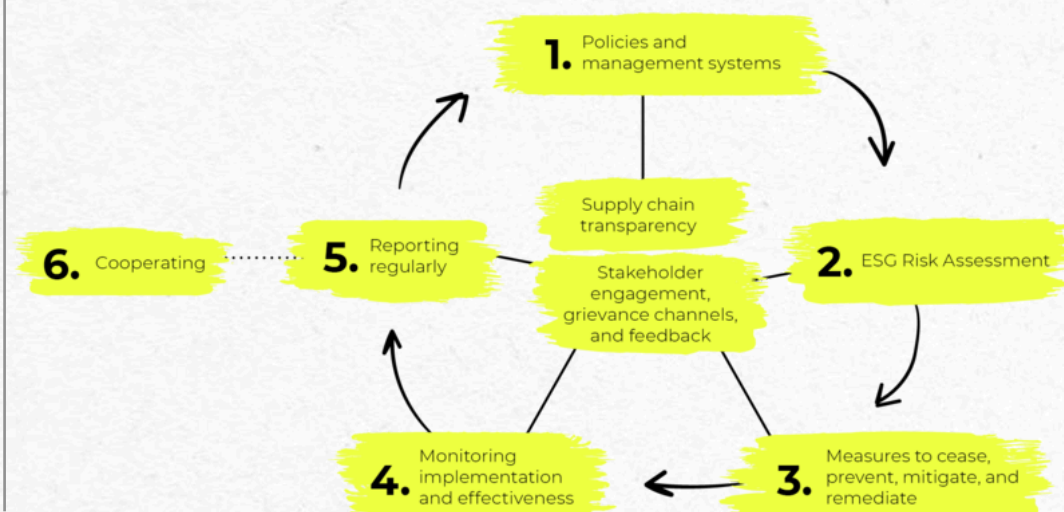 1. Policies and
management systems
Supply chain
transparency
Stakeholder
engagement,
grievance channels,
and feedback
2. ESG Risk Assessment
3. Measures to cease,
prevent, mitigate, and
remediate
4. Monitoring
implementation
and effectiveness
5. Reporting
regularly
6. Cooperating